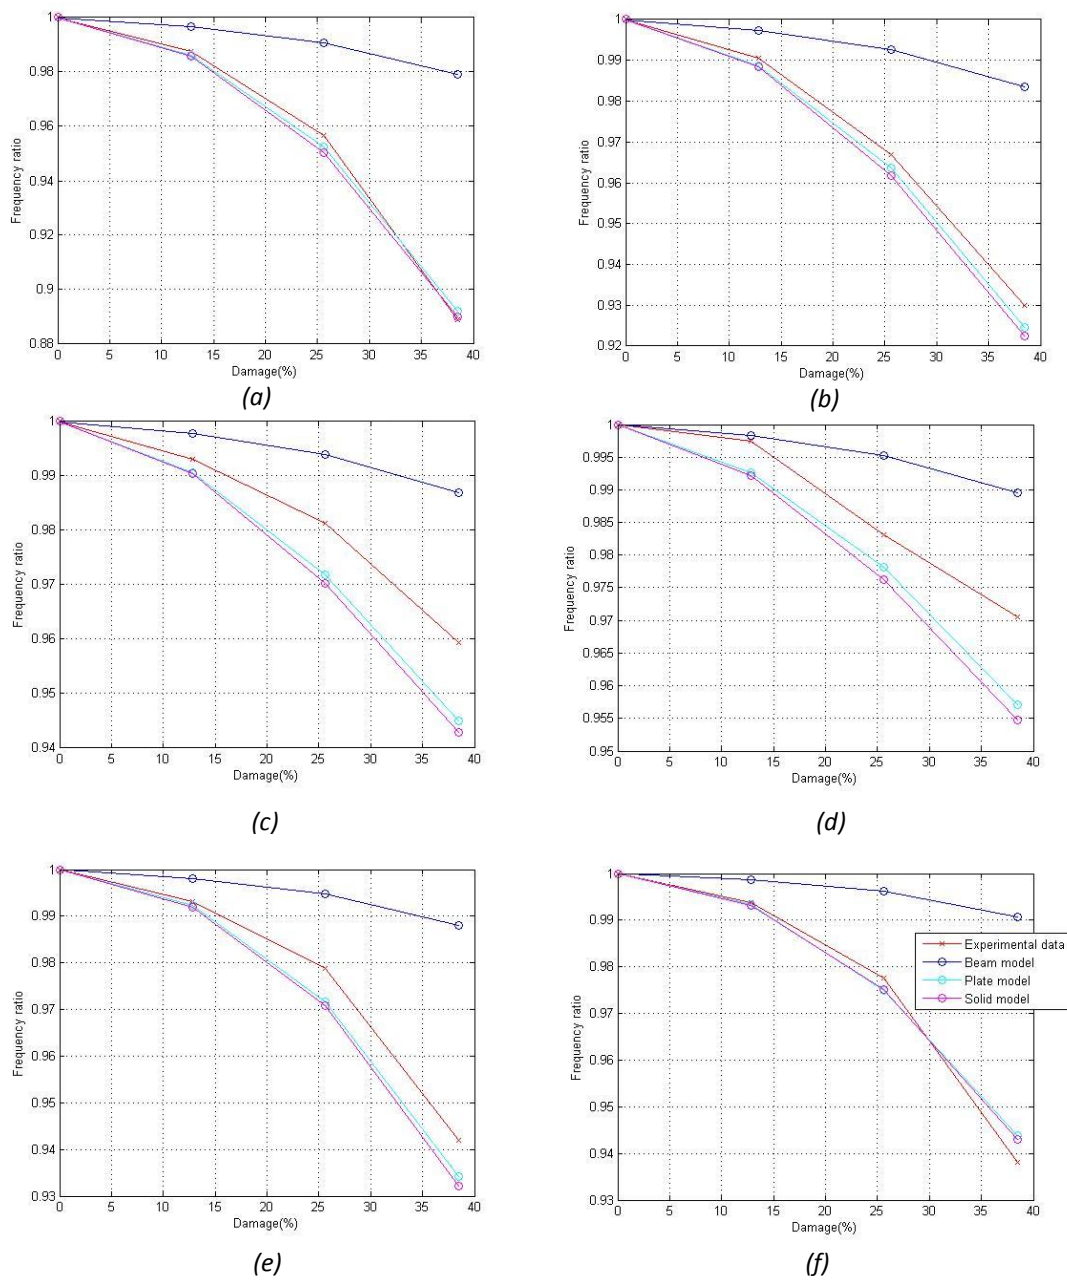 1
0.98
0.96
0.94
0.92
0.9
0.88
Frequency ratio
0 5 10 15 20 25 30 35 40
Damage(%)
(a)
1
0.99
0.98
0.97
0.96
0.95
0.94
0.93
0.92
Frequency ratio
0 5 10 15 20 25 30 35 40
Damage(%)
(b)
1
0.99
0.98
0.97
0.96
0.95
0.94
Frequency ratio
0 5 10 15 20 25 30 35 40
Damage(%)
(c)
1
0.995
0.99
0.985
0.98
0.975
0.97
0.965
0.96
0.955
0.95
Frequency ratio
0 5 10 15 20 25 30 35 40
Damage(%)
(d)
1
0.99
0.98
0.97
0.96
0.95
0.94
0.93
Frequency ratio
0 5 10 15 20 25 30 35 40
Damage(%)
(e)
1
0.99
0.98
0.97
0.96
0.95
0.94
0.93
Frequency ratio
Experimental data
Beam model
Plate model
Solid model
0 5 10 15 20 25 30 35 40
Damage(%)
(f)